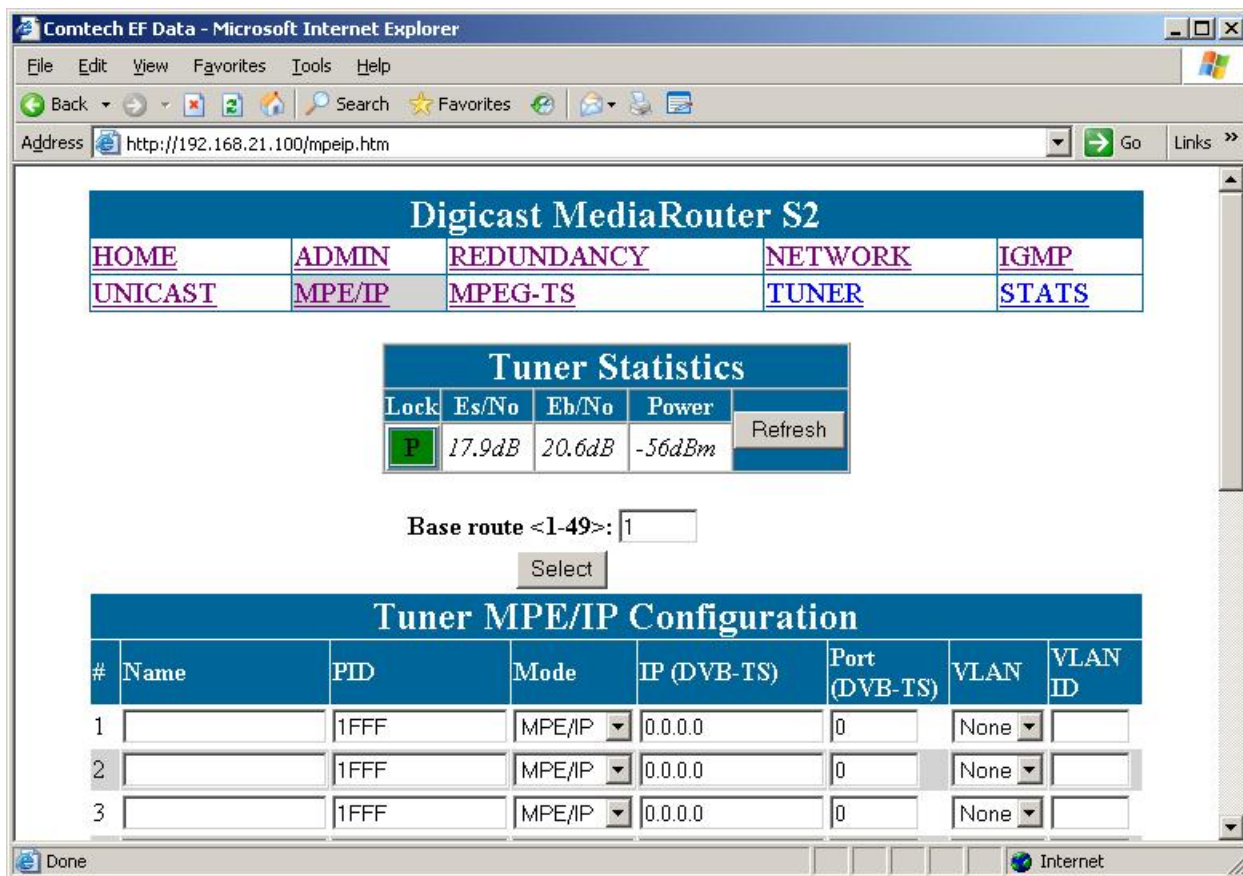 Comtech EF Data - Microsoft Internet Explorer
File Edit View Favorites Tools Help
Back Search Favorites
Address http://192.168.21.100/mpeip.htm Go Links »
Digicast MediaRouter S2
HOME ADMIN REDUNDANCY NETWORK IGMP
UNICAST MPE/IP MPEG-TS TUNER STATS
Tuner Statistics
Lock Es/No Eb/No Power
Refresh
P 17.9dB 20.6dB -56dBm
Base route <1-49>: 1
Select
Tuner MPE/IP Configuration
# Name PID Mode IP (DVB-TS) Port (DVB-TS) VLAN VLAN ID
1 1FFF MPE/IP 0.0.0.0 0 None
2 1FFF MPE/IP 0.0.0.0 0 None
3 1FFF MPE/IP 0.0.0.0 0 None
Done Internet